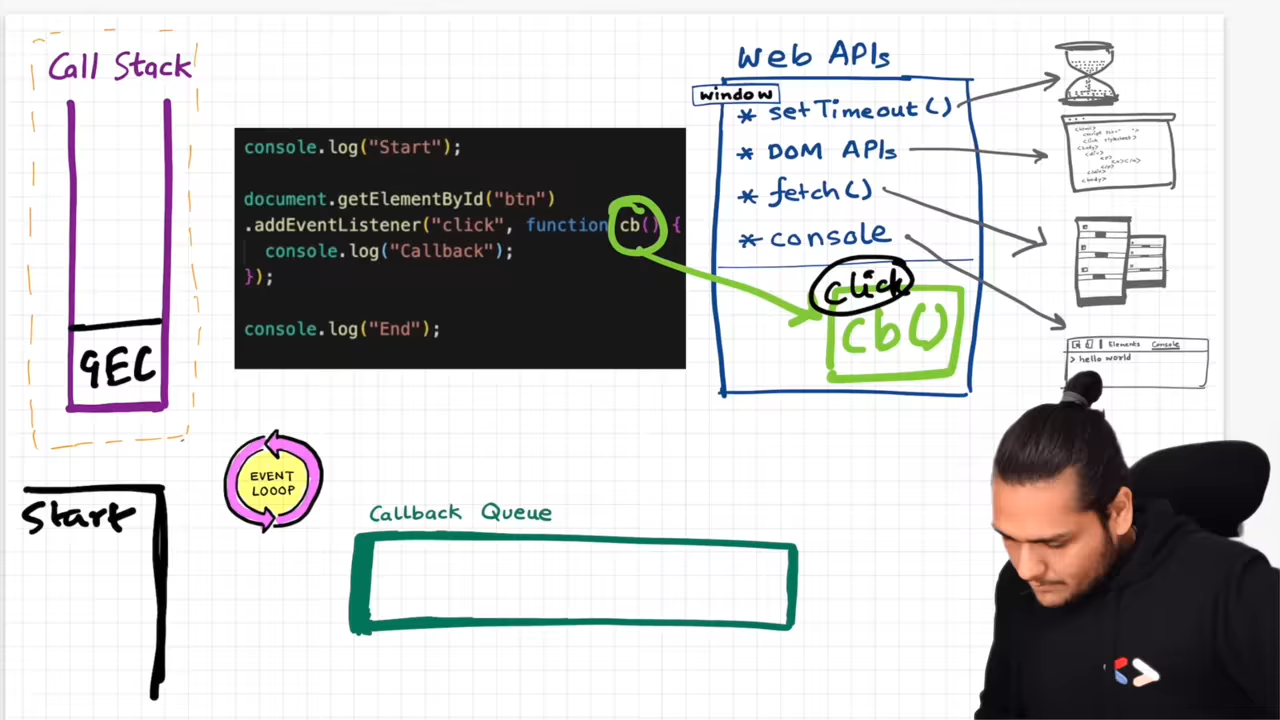 Call Stack
GEC
Start
console.log("Start");
document.getElementById("btn")
.addEventListener("click", function cb() {
console.log("Callback");
});
console.log("End");
Web APIs
window
* setTimeout()
* DOM APIs
* fetch()
* console
click
cb()
Elements Console
> hello world
EVENT
LOOOP
Callback Queue